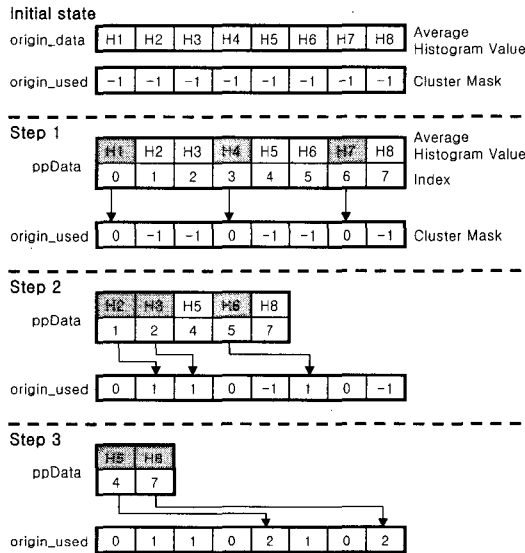 Initial state
origin_data H1 H2 H3 H4 H5 H6 H7 H8 Average Histogram Value
origin_used -1 -1 -1 -1 -1 -1 -1 -1 Cluster Mask
Step 1
ppData H1 H2 H3 H4 H5 H6 H7 H8 Average Histogram Value
0 1 2 3 4 5 6 7 Index
origin_used 0 -1 -1 0 -1 -1 0 -1 Cluster Mask
Step 2
ppData H2 H3 H5 H6 H8
1 2 4 5 7
origin_used 0 1 1 0 -1 1 0 -1
Step 3
ppData H5 H8
4 7
origin_used 0 1 1 0 2 1 0 2